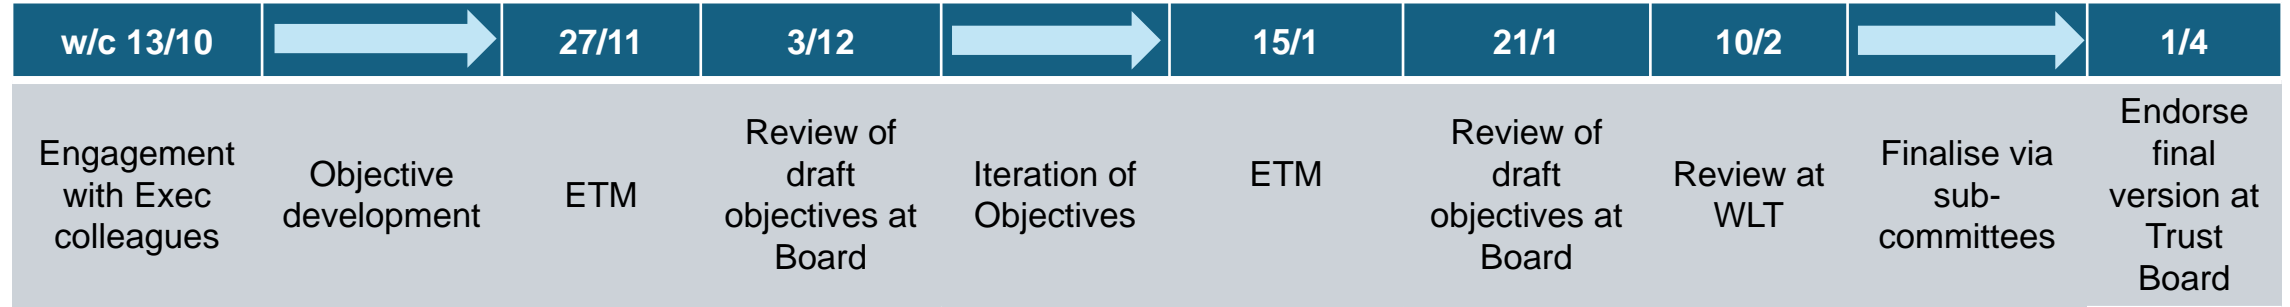 w/c 13/10
27/11
3/12
15/1
21/1
10/2
1/4
Engagement
with Exec
colleagues
Objective
development
ETM
Review of
draft
objectives at
Board
Iteration of
Objectives
ETM
Review of
draft
objectives at
Board
Review at
WLT
Finalise via
sub-
committees
Endorse
final
version at
Trust
Board